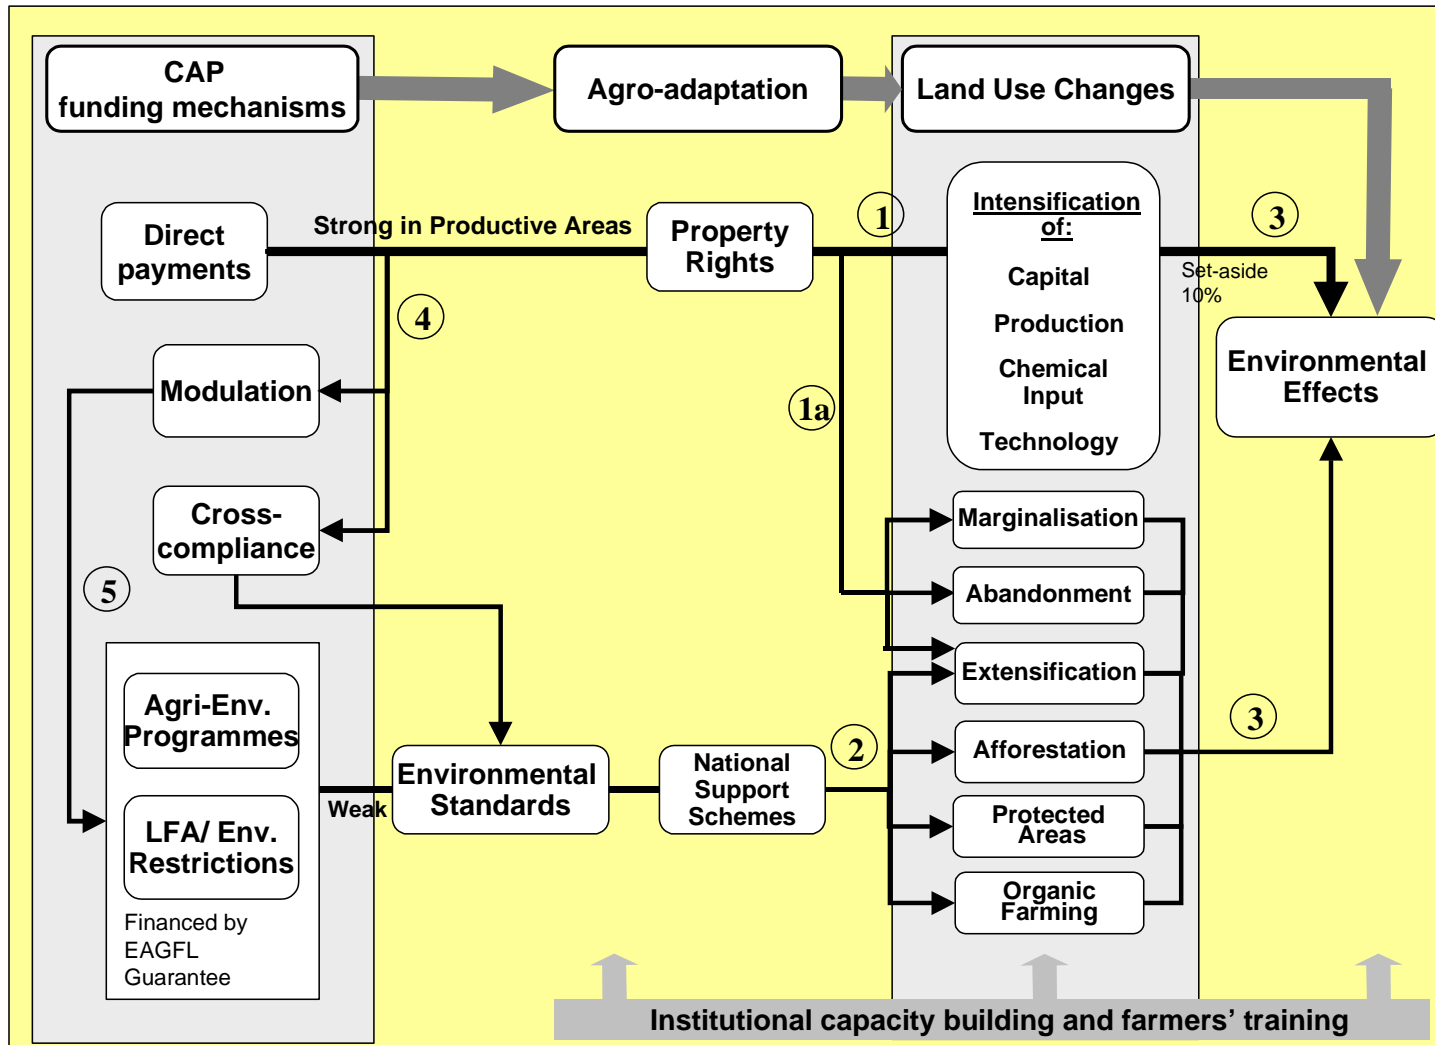 CAP
funding mechanisms
Agro-adaptation
Land Use Changes
Direct
payments
Strong in Productive Areas
Property
Rights
1
Intensification
of:
Capital
Production
Chemical
Input
Technology
3
Set-aside
10%
Environmental
Effects
4
Modulation
1a
Cross-
compliance
5
Marginalisation
Abandonment
Extensification
Afforestation
Protected
Areas
Organic
Farming
3
Agri-Env.
Programmes
LFA/ Env.
Restrictions
Financed by
EAGFL
Guarantee
Weak
Environmental
Standards
National
Support
Schemes
2
Institutional capacity building and farmers’ training